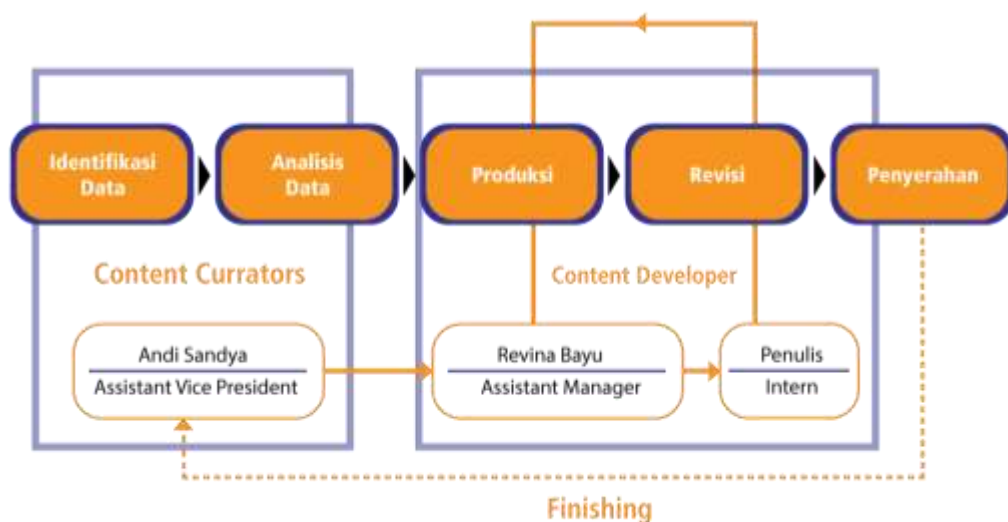 Identifikasi
Data
Analisis
Data
Produksi
Revisi
Penyerahan
Content Currators
Content Developer
Andi Sandya
Assistant Vice President
Revina Bayu
Assistant Manager
Penulis
Intern
Finishing